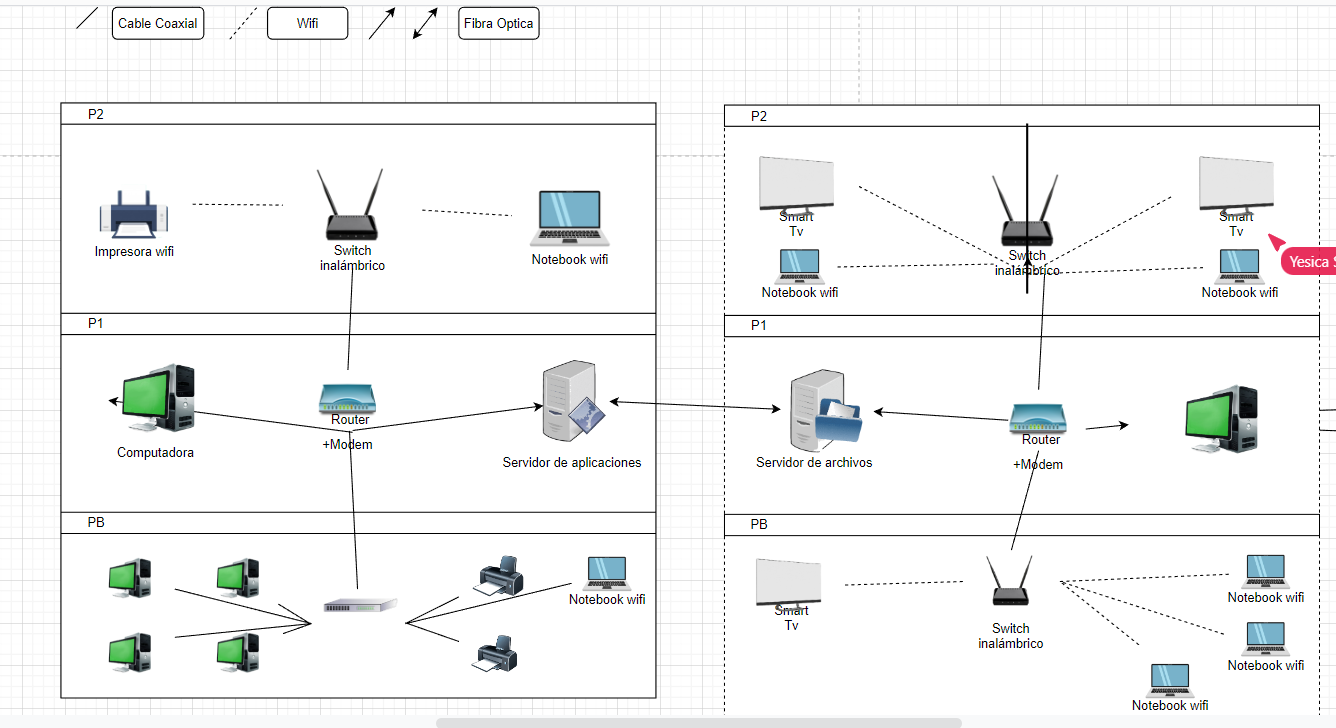 Cable Coaxial
Wifi
Fibra Optica
P2
Impresora wifi
Switch
inalámbrico
Notebook wifi
P1
Computadora
Router
+Modem
Servidor de aplicaciones
PB
Notebook wifi
P2
Smart
Tv
Notebook wifi
Switch
inalámbrico
Smart
Tv
Notebook wifi
Yesica S
P1
Servidor de archivos
Router
+Modem
PB
Smart
Tv
Switch
inalámbrico
Notebook wifi
Notebook wifi
Notebook wifi